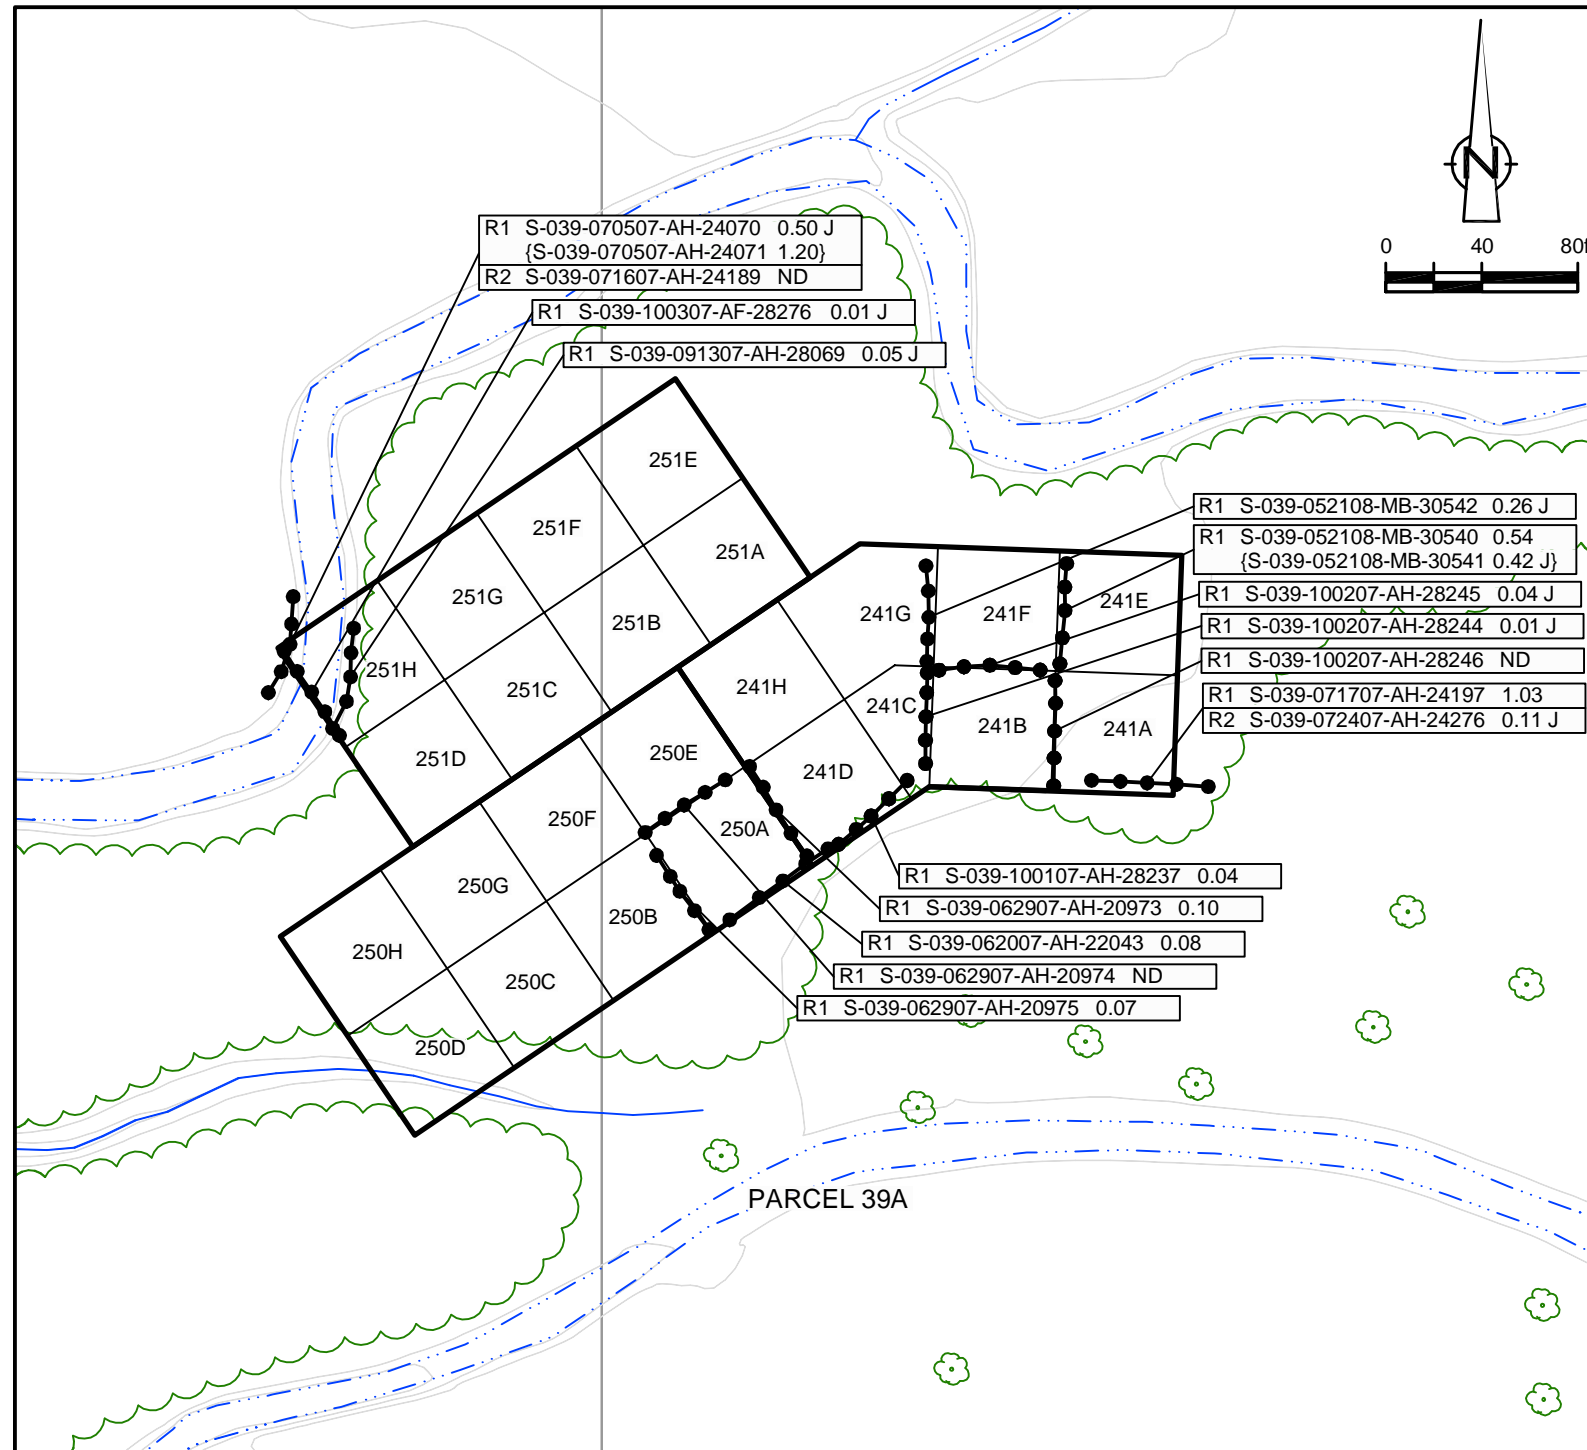 N
0 40 80f
R1 S-039-070507-AH-24070 0.50 J
{S-039-070507-AH-24071 1.20}
R2 S-039-071607-AH-24189 ND
R1 S-039-100307-AF-28276 0.01 J
R1 S-039-091307-AH-28069 0.05 J
251E
251F
251A
251G
251B
251H
251C
251D
R1 S-039-052108-MB-30542 0.26 J
R1 S-039-052108-MB-30540 0.54
{S-039-052108-MB-30541 0.42 J}
R1 S-039-100207-AH-28245 0.04 J
R1 S-039-100207-AH-28244 0.01 J
R1 S-039-100207-AH-28246 ND
R1 S-039-071707-AH-24197 1.03
R2 S-039-072407-AH-24276 0.11 J
241G
241F
241E
241H
241C
241B
241A
241D
250E
250F
250A
250G
250B
250H
250C
250D
R1 S-039-100107-AH-28237 0.04
R1 S-039-062907-AH-20973 0.10
R1 S-039-062007-AH-22043 0.08
R1 S-039-062907-AH-20974 ND
R1 S-039-062907-AH-20975 0.07
PARCEL 39A